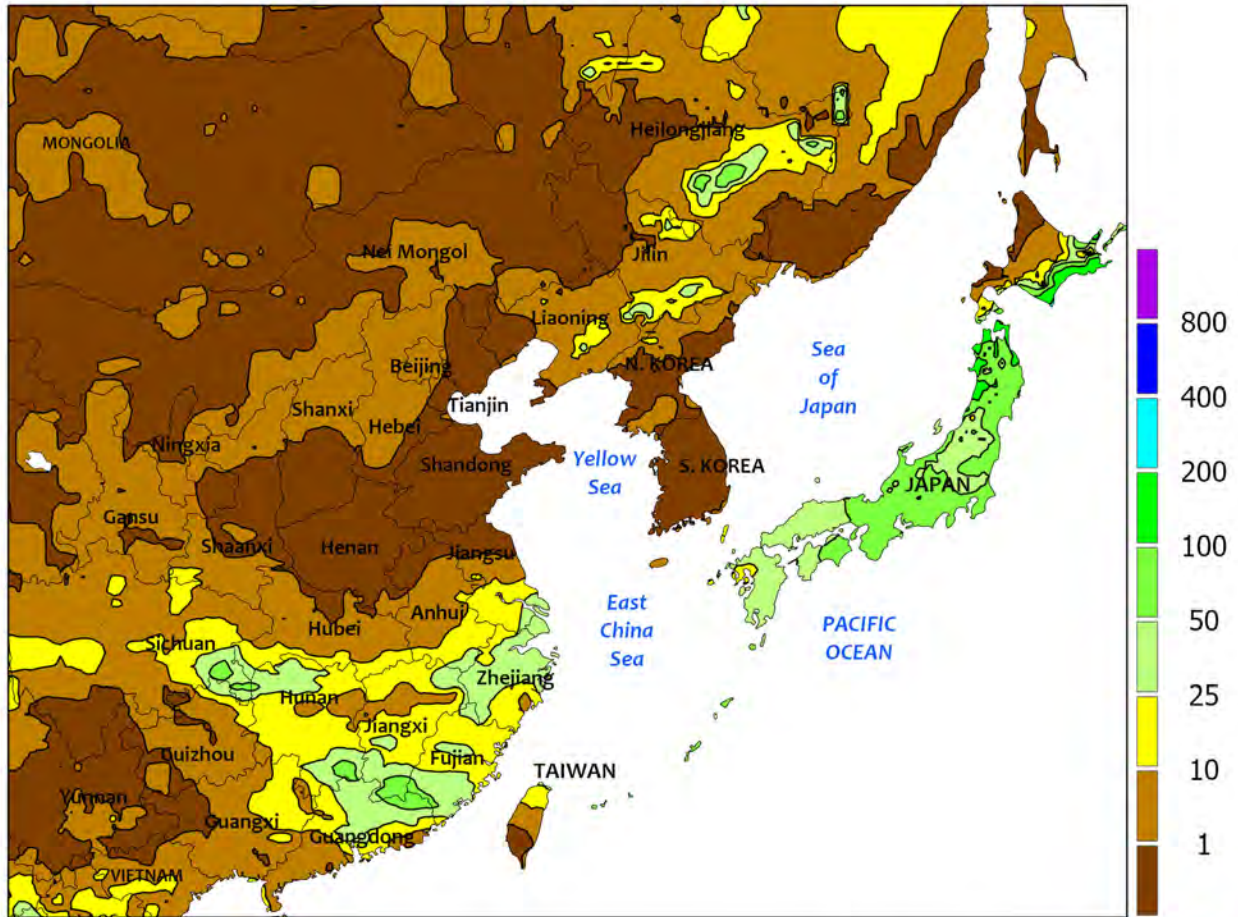 Heilongjiang
MONGOLIA
Nei Mongol
Jilin
Liaoning
Beijing
N. KOREA
Sea
of
Japan
Shanxi
Tianjin
Hebei
Ningxia
Shandong
Yellow
Sea
S. KOREA
JAPAN
Gansu
Shaanxi
Henan
Jiangsu
Anhui
Hubei
East
China
Sea
PACIFIC
OCEAN
Sichuan
Zhejiang
Hunan
Jiangxi
Guizhou
Fujian
TAIWAN
Yunnan
Guangxi
Guangdong
VIETNAM
800
400
200
100
50
25
10
1